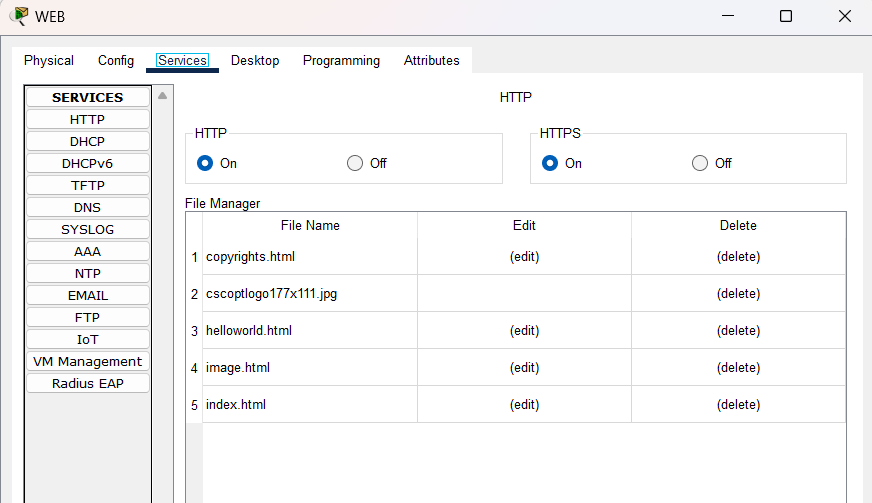 WEB
Physical Config Services Desktop Programming Attributes
SERVICES
HTTP
DHCP
DHCPv6
TFTP
DNS
SYSLOG
AAA
NTP
EMAIL
FTP
IoT
VM Management
Radius EAP
HTTP
HTTP
On Off
HTTPS
On Off
File Manager
File Name Edit Delete
1 copyrights.html (edit) (delete)
2 cscoptlogo177x111.jpg (delete)
3 helloworld.html (edit) (delete)
4 image.html (edit) (delete)
5 index.html (edit) (delete)